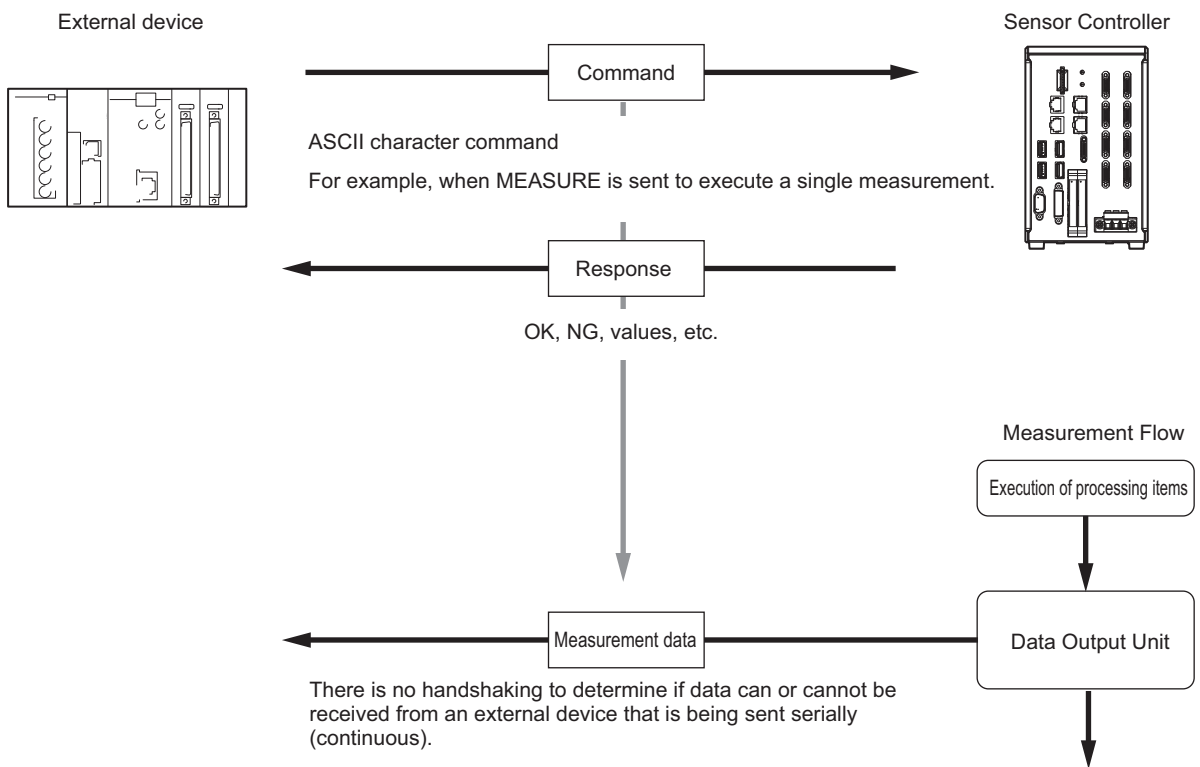 External device
Sensor Controller
Command
ASCII character command
For example, when MEASURE is sent to execute a single measurement.
Response
OK, NG, values, etc.
Measurement Flow
Execution of processing items
Measurement data
Data Output Unit
There is no handshaking to determine if data can or cannot be
received from an external device that is being sent serially
(continuous).